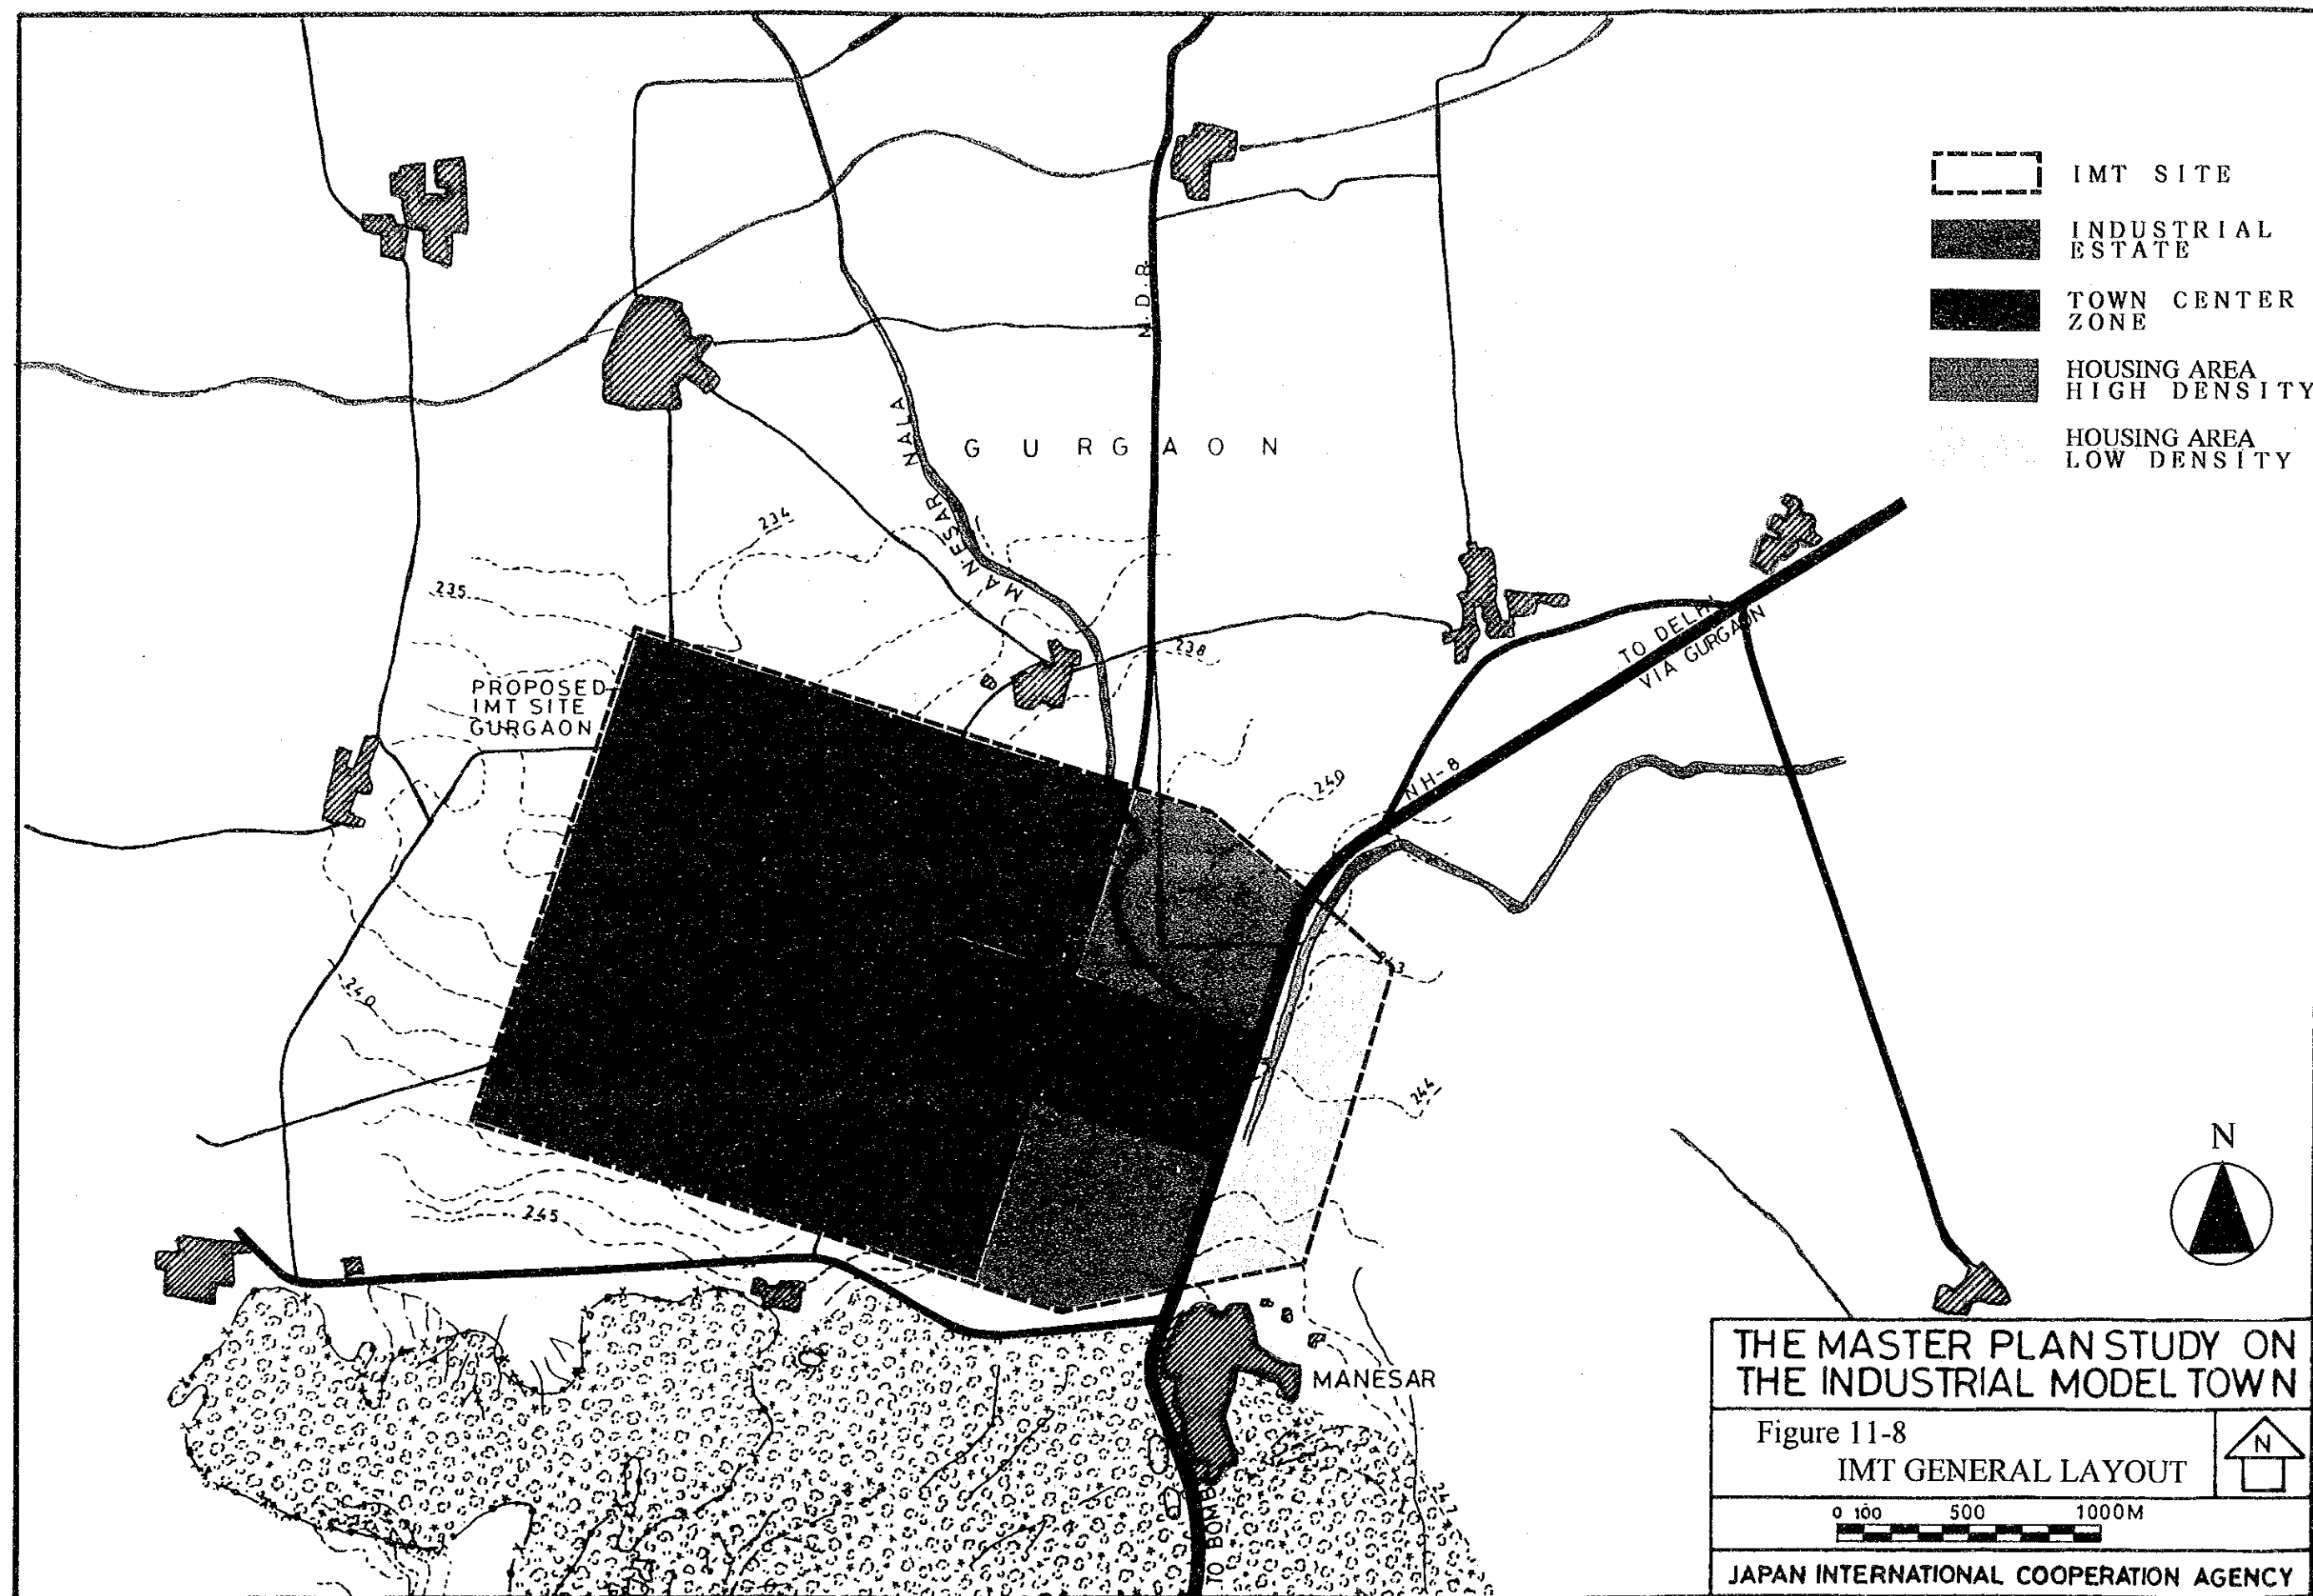 IMT SITE
INDUSTRIAL
ESTATE
TOWN CENTER
ZONE
HOUSING AREA
HIGH DENSITY
HOUSING AREA
LOW DENSITY
M.D.R
GURGAON
MANESAR NALA
234
235
238
PROPOSED
IMT SITE
GURGAON
TO DELHI
VIA GURGAON
NH-8
240
243
240
244
245
N
MANESAR
247
THE MASTER PLAN STUDY ON
THE INDUSTRIAL MODEL TOWN
Figure 11-8
IMT GENERAL LAYOUT
N
0 100 500 1000M
JAPAN INTERNATIONAL COOPERATION AGENCY